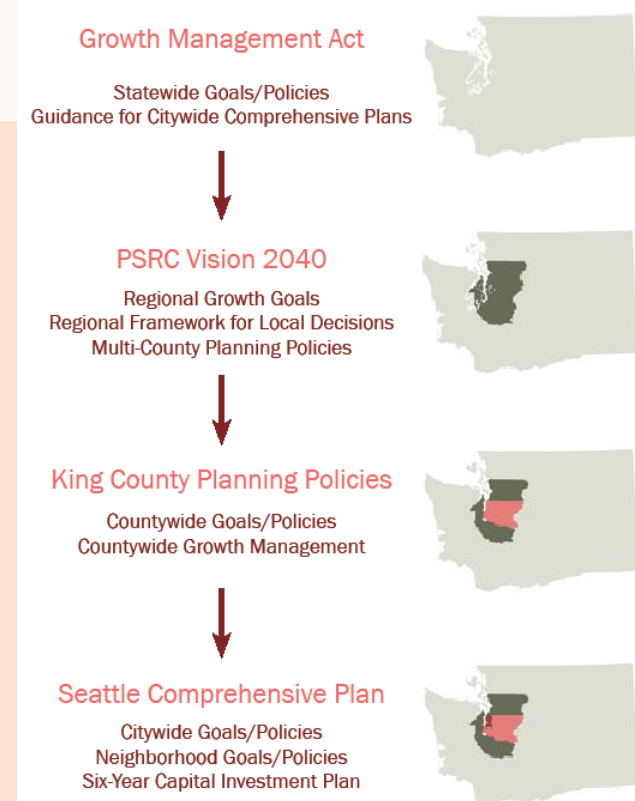 Growth Management Act
Statewide Goals/Policies
Guidance for Citywide Comprehensive Plans
PSRC Vision 2040
Regional Growth Goals
Regional Framework for Local Decisions
Multi-County Planning Policies
King County Planning Policies
Countywide Goals/Policies
Countywide Growth Management
Seattle Comprehensive Plan
Citywide Goals/Policies
Neighborhood Goals/Policies
Six-Year Capital Investment Plan